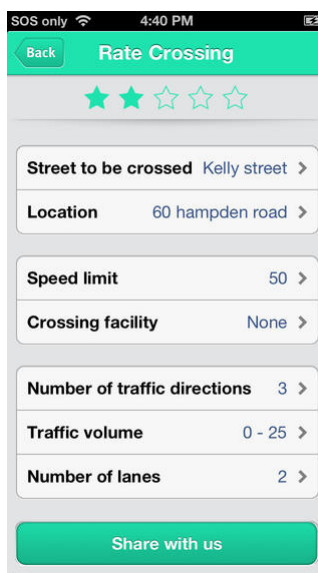 SOS only 4:40 PM
Back Rate Crossing
Street to be crossed Kelly street
Location 60 hampden road
Speed limit 50
Crossing facility None
Number of traffic directions 3
Traffic volume 0 - 25
Number of lanes 2
Share with us